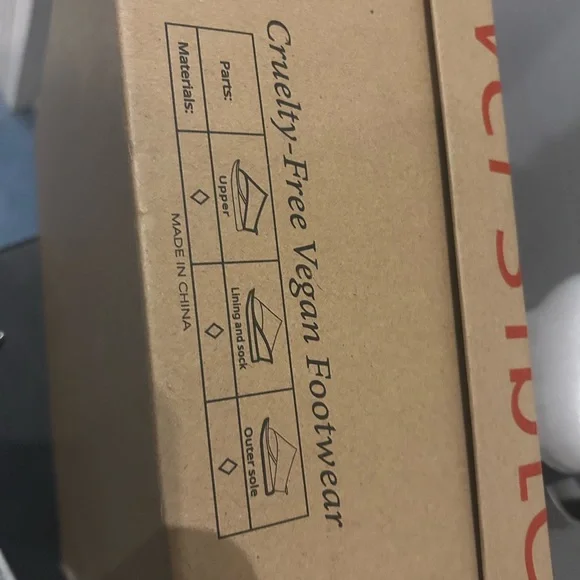 Cruelty-Free Vegan Footwear
Parts: Upper Lining and sock Outer sole
Materials: ◇ ◇ ◇
MADE IN CHINA